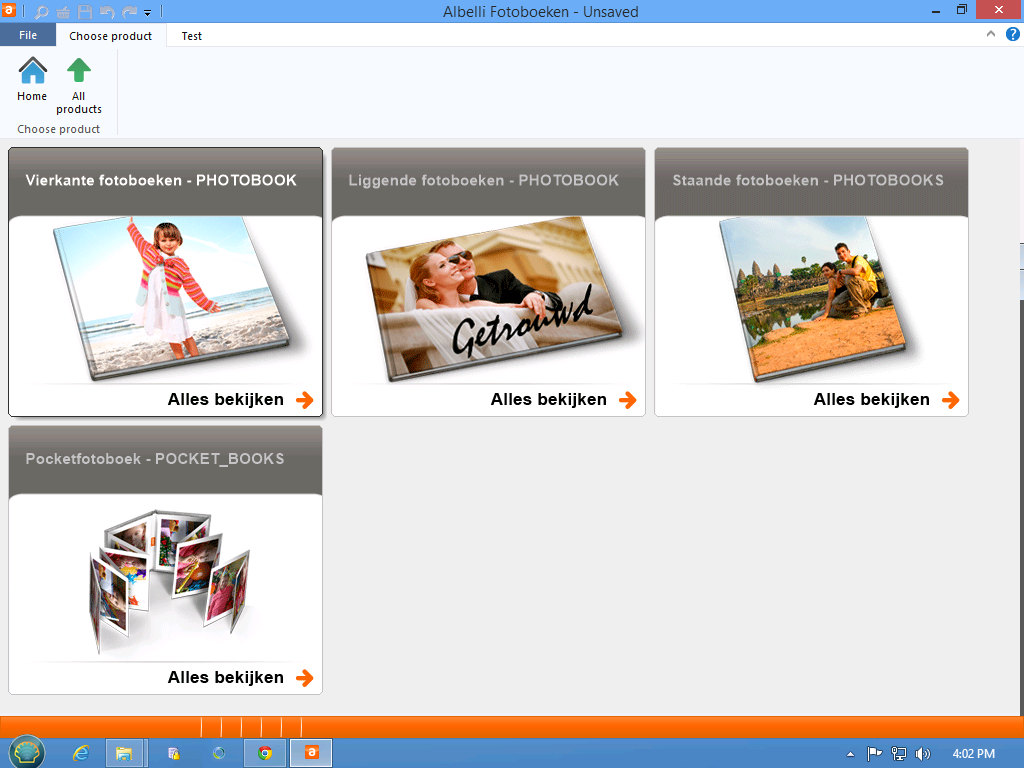 Albelli Fotoboeken - Unsaved
File
Choose product
Test
Home
All
products
Choose product
Vierkante fotoboeken - PHOTOBOOK
Liggende fotoboeken - PHOTOBOOK
Staande fotoboeken - PHOTOBOOKS
Getrouwd
Alles bekijken
Alles bekijken
Alles bekijken
Pocketfotoboek - POCKET_BOOKS
Alles bekijken
4:02 PM